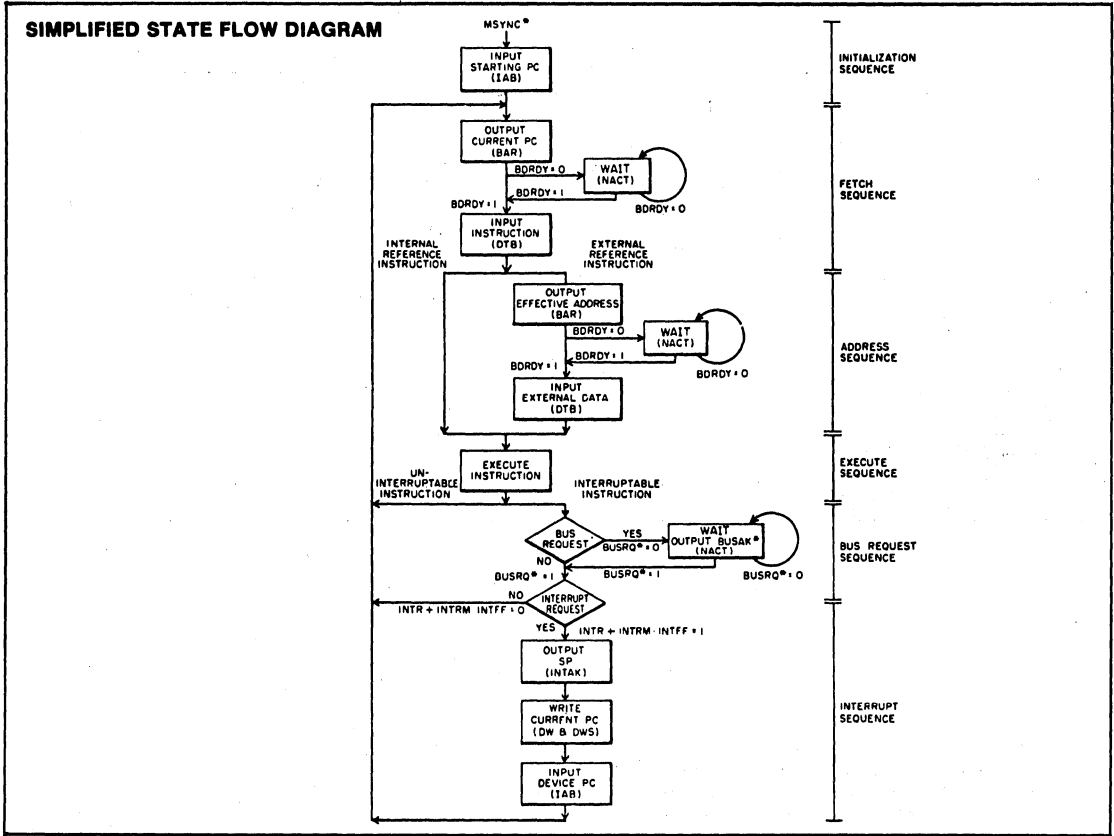 SIMPLIFIED STATE FLOW DIAGRAM
MSYNC*
INPUT
STARTING PC
(IAB)
INITIALIZATION
SEQUENCE
OUTPUT
CURRENT PC
(BAR)
BDRDY = 0
WAIT
(NACT)
BDRDY = 1
BDRDY = 0
BDRDY = 1
FETCH
SEQUENCE
INPUT
INSTRUCTION
(DTB)
INTERNAL
REFERENCE
INSTRUCTION
EXTERNAL
REFERENCE
INSTRUCTION
OUTPUT
EFFECTIVE ADDRESS
(BAR)
BDRDY = 0
WAIT
(NACT)
BDRDY = 1
BDRDY = 1
BDRDY = 0
ADDRESS
SEQUENCE
INPUT
EXTERNAL DATA
(DTB)
EXECUTE
INSTRUCTION
EXECUTE
SEQUENCE
UN-
INTERRUPTABLE
INSTRUCTION
INTERRUPTABLE
INSTRUCTION
BUS
REQUEST
YES
BUSRQ* = 0
WAIT
OUTPUT BUSAK*
(NACT)
NO
BUSRQ* = 1
BUSRQ* = 1
BUSRQ* = 0
BUS REQUEST
SEQUENCE
NO
INTR + INTRM · INTFF = 0
INTERRUPT
REQUEST
YES
INTR + INTRM · INTFF = 1
OUTPUT
SP
(INTAK)
WRITE
CURRENT PC
(DW & DWS)
INTERRUPT
SEQUENCE
INPUT
DEVICE PC
(IAB)